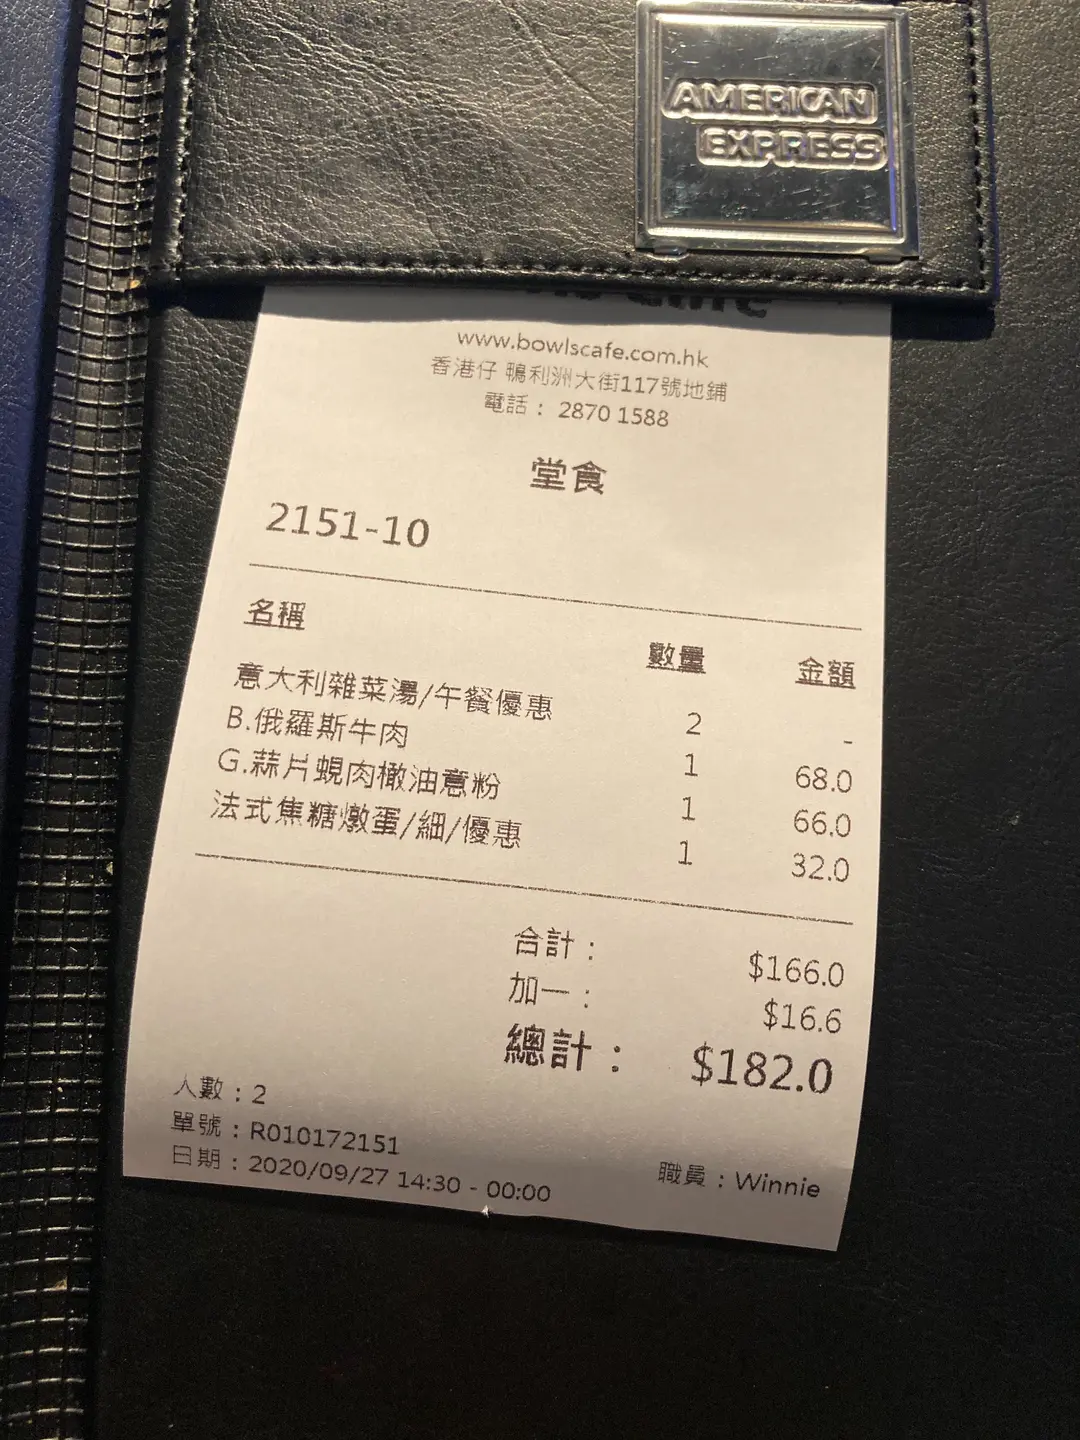 AMERICAN
EXPRESS
www.bowlscafe.com.hk
香港仔 鴨利洲大街117號地鋪
電話： 2870 1588
堂食
2151-10
名稱 數量 金額
意大利雜菜湯/午餐優惠 2 -
B.俄羅斯牛肉 1 68.0
G.蒜片蜆肉橄油意粉 1 66.0
法式焦糖燉蛋/細/優惠 1 32.0
合計： $166.0
加一： $16.6
總計： $182.0
人數：2
單號：R010172151
日期：2020/09/27 14:30 - 00:00 職員：Winnie